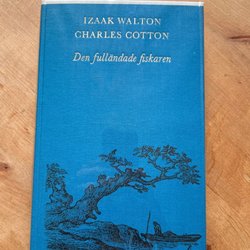 IZAAK WALTON
CHARLES COTTON
Den fulländade fiskaren